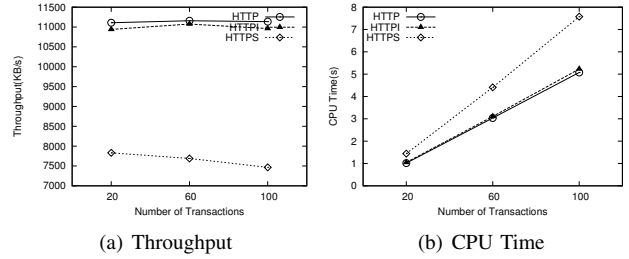 11500
11000
10500
10000
9500
9000
8500
8000
7500
7000
Throughput(KB/s)
HTTP
HTTPI
HTTPS
20
60
100
Number of Transactions
(a) Throughput
8
7
6
5
4
3
2
1
0
CPU Time(s)
HTTP
HTTPI
HTTPS
20
60
100
Number of Transactions
(b) CPU Time